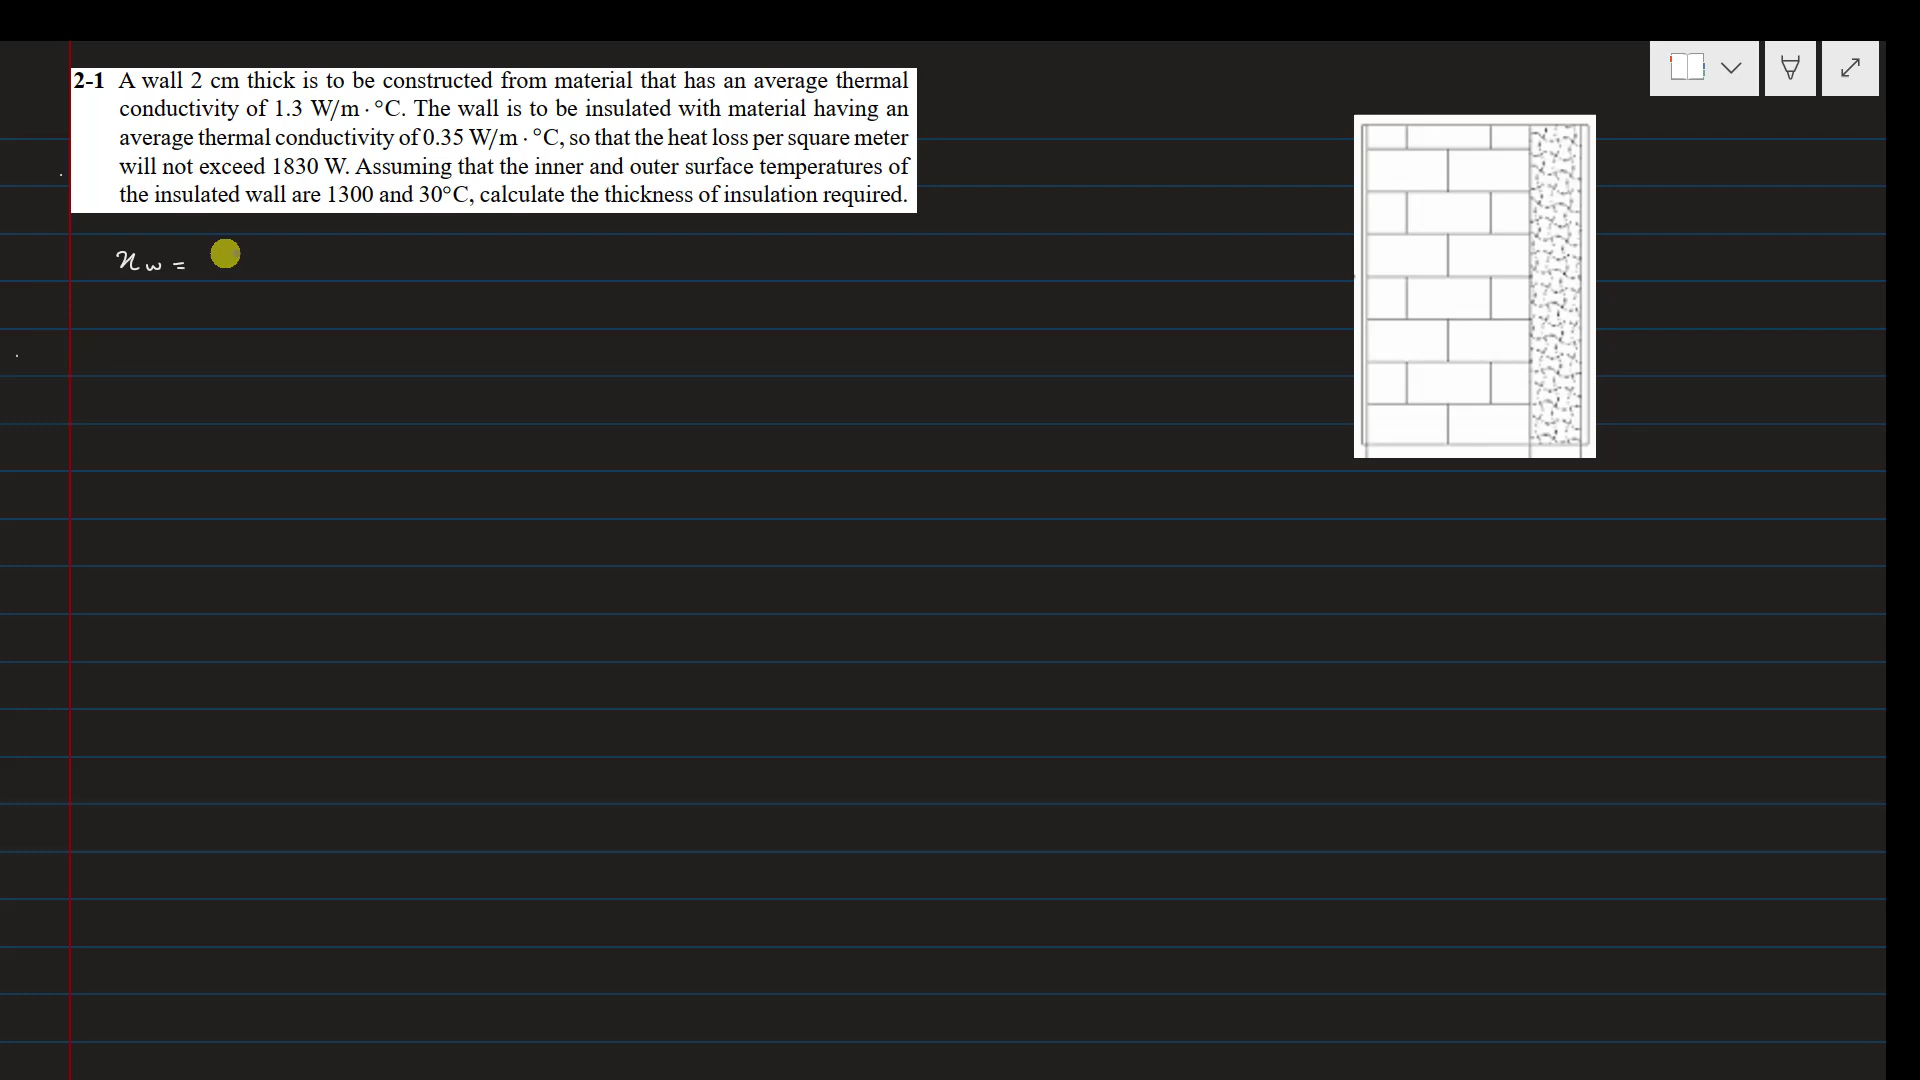 2-1 A wall 2 cm thick is to be constructed from material that has an average thermal
conductivity of 1.3 W/m · °C. The wall is to be insulated with material having an
average thermal conductivity of 0.35 W/m · °C, so that the heat loss per square meter
will not exceed 1830 W. Assuming that the inner and outer surface temperatures of
the insulated wall are 1300 and 30°C, calculate the thickness of insulation required.
x w =